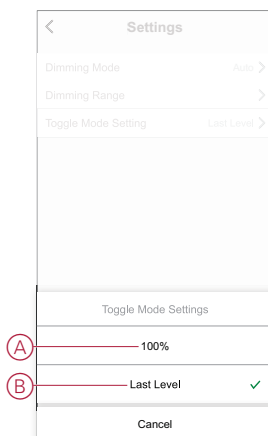 Settings
Dimming Mode Auto
Dimming Range
Toggle Mode Setting Last Level
Toggle Mode Settings
A 100%
B Last Level
Cancel